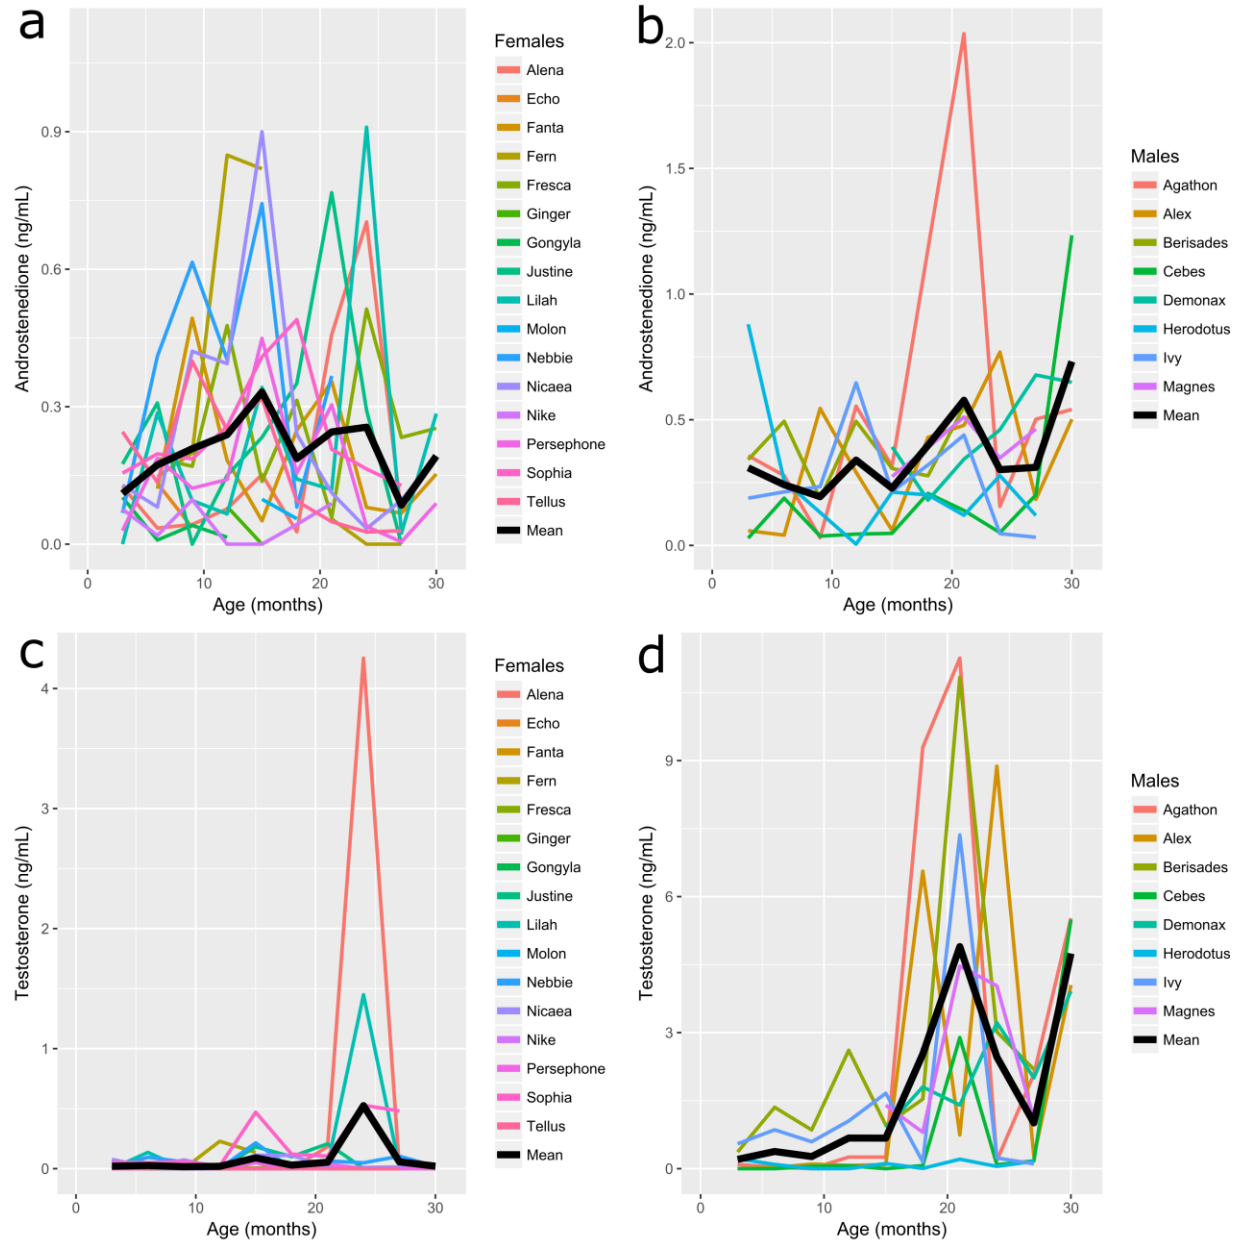 a
Androstenedione (ng/mL)
0.9
0.6
0.3
0.0
0
10
20
30
Age (months)
Females
Alena
Echo
Fanta
Fern
Fresca
Ginger
Gongyla
Justine
Lilah
Molon
Nebbie
Nicaea
Nike
Persephone
Sophia
Tellus
Mean
b
Androstenedione (ng/mL)
2.0
1.5
1.0
0.5
0.0
0
10
20
30
Age (months)
Males
Agathon
Alex
Berisades
Cebes
Demonax
Herodotus
Ivy
Magnes
Mean
c
Testosterone (ng/mL)
4
3
2
1
0
0
10
20
30
Age (months)
Females
Alena
Echo
Fanta
Fern
Fresca
Ginger
Gongyla
Justine
Lilah
Molon
Nebbie
Nicaea
Nike
Persephone
Sophia
Tellus
Mean
d
Testosterone (ng/mL)
9
6
3
0
0
10
20
30
Age (months)
Males
Agathon
Alex
Berisades
Cebes
Demonax
Herodotus
Ivy
Magnes
Mean